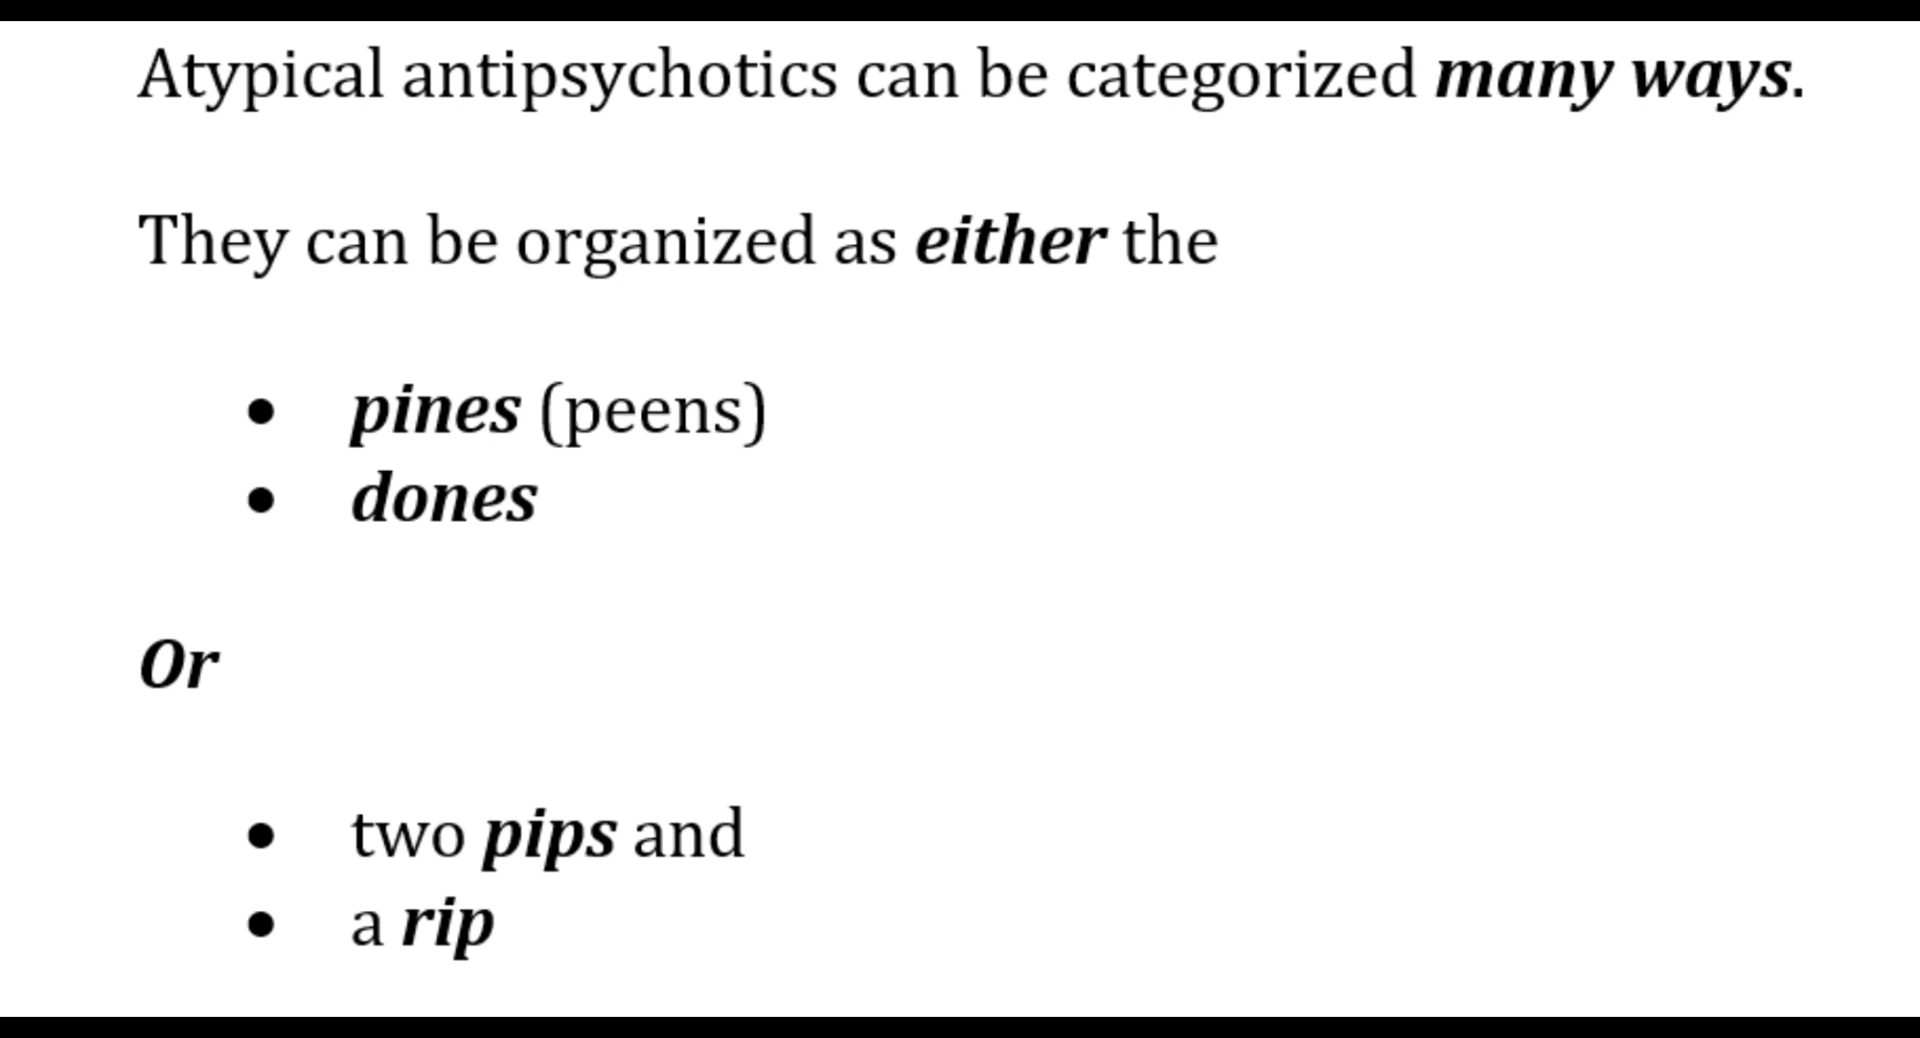 Atypical antipsychotics can be categorized many ways.
They can be organized as either the
• pines (peens)
• dones
Or
• two pips and
• a rip